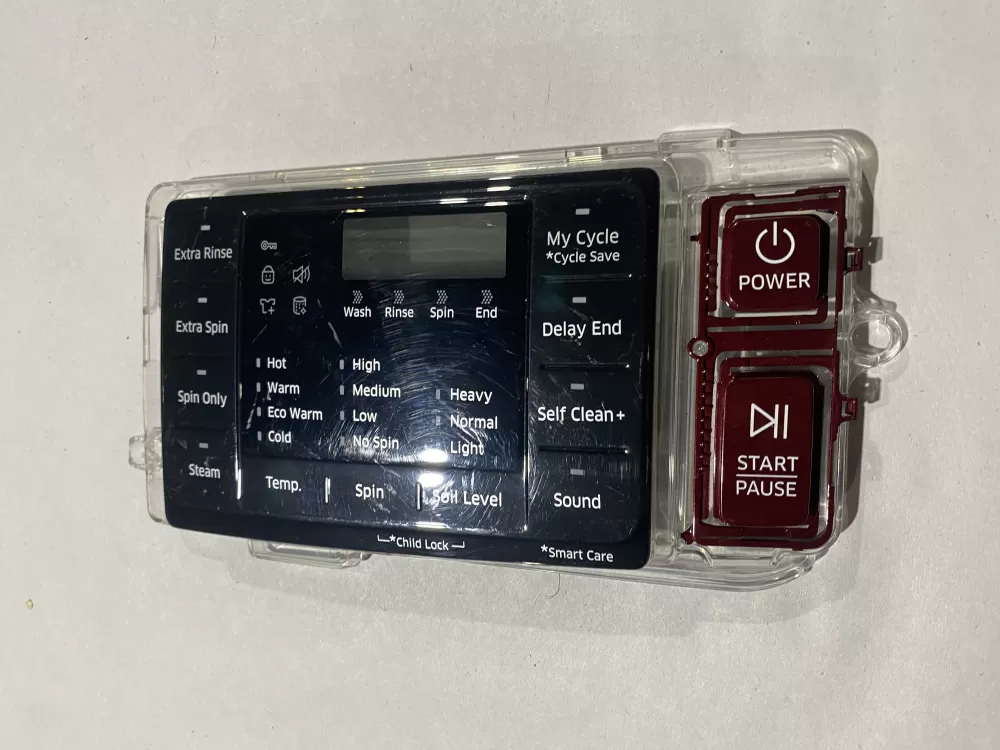 Extra Rinse
Extra Spin
Spin Only
Steam
Wash Rinse Spin End
Hot
Warm
Eco Warm
Cold
High
Medium
Low
No Spin
Heavy
Normal
Light
Temp. Spin Soil Level
*Child Lock
My Cycle
*Cycle Save
Delay End
Self Clean+
Sound
*Smart Care
POWER
START
PAUSE